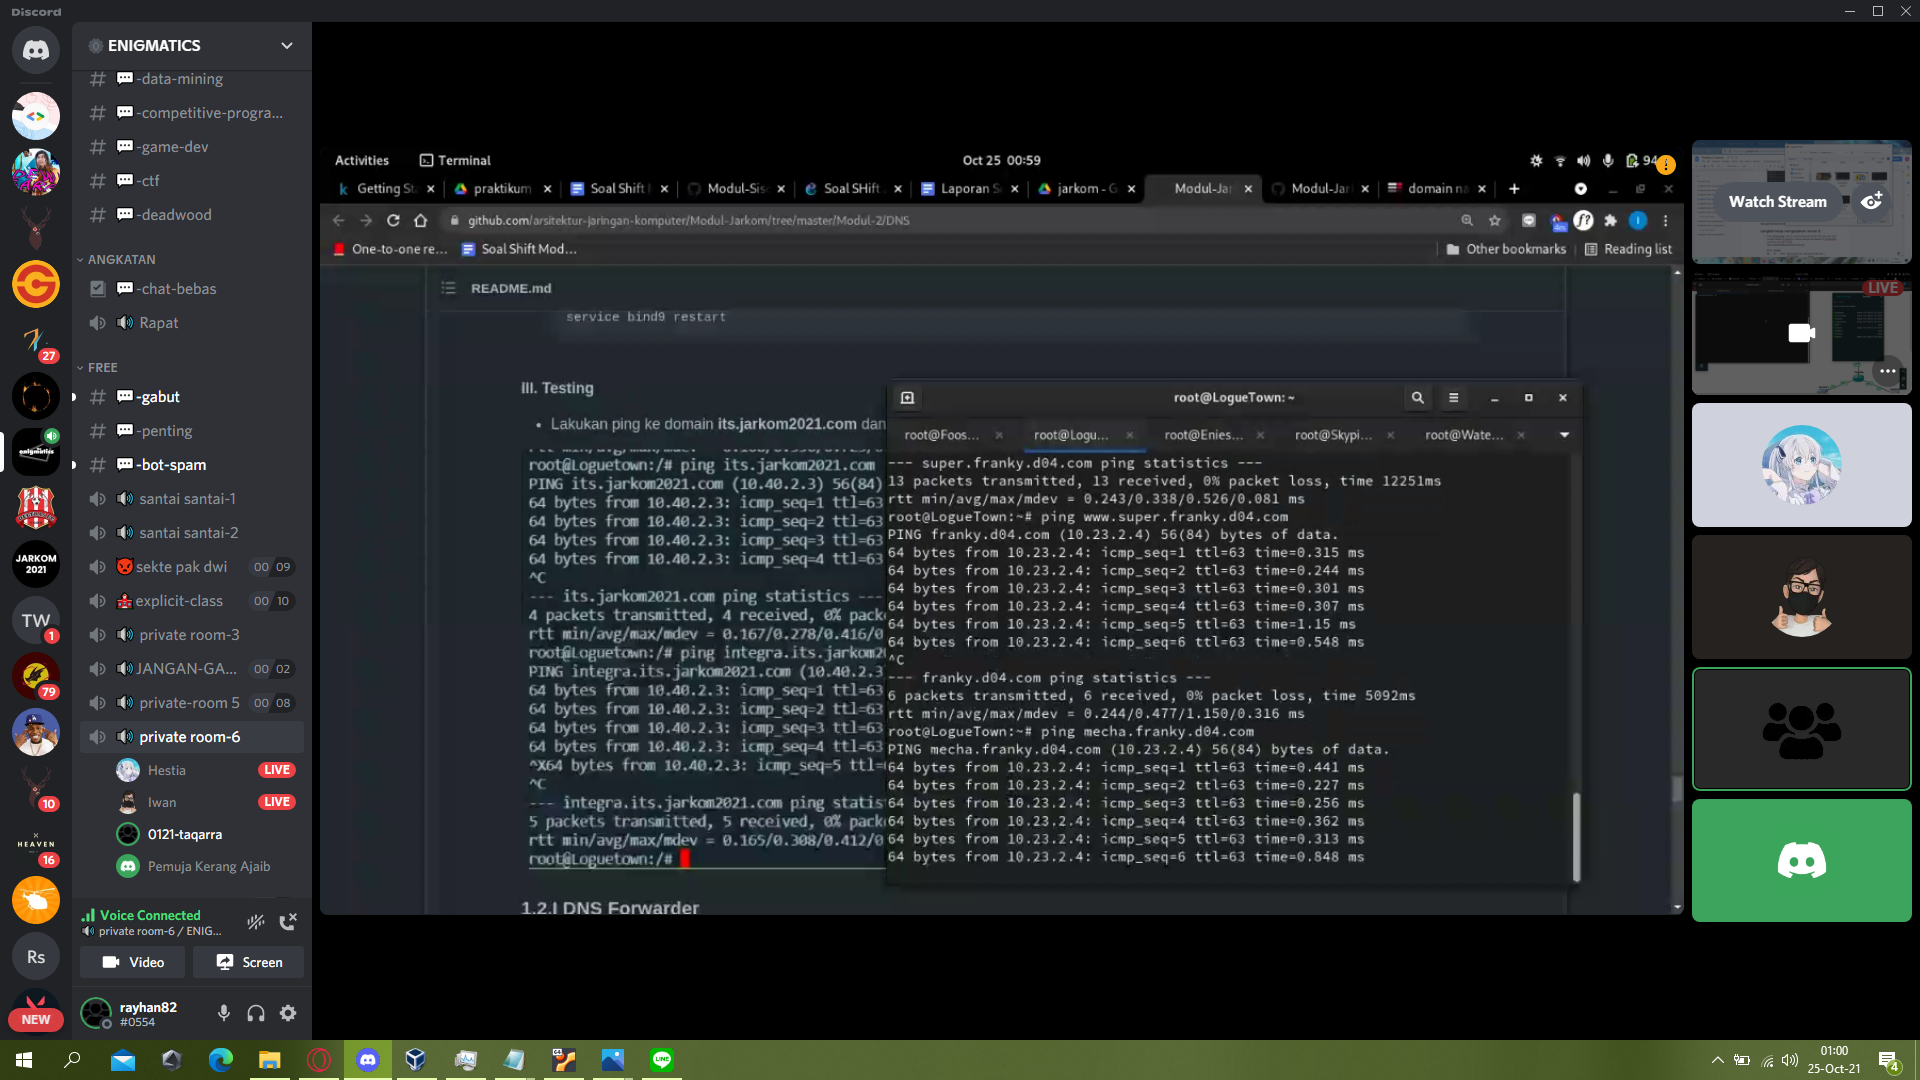 Discord
ENIGMATICS
-data-mining
-competitive-progra...
-game-dev
-ctf
-deadwood
ANGKATAN
-chat-bebas
Rapat
FREE
-gabut
-penting
-bot-spam
santai santai-1
santai santai-2
sekte pak dwi 00 09
explicit-class 00 10
private room-3
JANGAN-GA... 00 02
private-room 5 00 08
private room-6
Hestia LIVE
Iwan LIVE
0121-taqarra
Pemuja Kerang Ajaib
Voice Connected
private room-6 / ENIG...
Video Screen
rayhan82
#0554
27
JARKOM
2021
TW
1
79
10
HEAVEN
16
Rs
NEW
Activities Terminal Oct 25 00:59 94
Getting St praktikum Soal Shift Modul-Sis Soal SHift Laporan S jarkom - G Modul-Jar Modul-Jar domain na
github.com/arsitektur-jaringan-komputer/Modul-Jarkom/tree/master/Modul-2/DNS
One-to-one re... Soal Shift Mod... Other bookmarks Reading list
README.md
service bind9 restart
III. Testing
Lakukan ping ke domain its.jarkom2021.com dan
root@Loguetown:/# ping its.jarkom2021.com
PING its.jarkom2021.com (10.40.2.3) 56(84)
64 bytes from 10.40.2.3: icmp_seq=1 ttl=63
64 bytes from 10.40.2.3: icmp_seq=2 ttl=63
64 bytes from 10.40.2.3: icmp_seq=3 ttl=63
64 bytes from 10.40.2.3: icmp_seq=4 ttl=63
^C
--- its.jarkom2021.com ping statistics ---
4 packets transmitted, 4 received, 0% pack
rtt min/avg/max/mdev = 0.167/0.278/0.416/0
root@Loguetown:/# ping integra.its.jarkom2
PING integra.its.jarkom2021.com (10.40.2.3
64 bytes from 10.40.2.3: icmp_seq=1 ttl=63
64 bytes from 10.40.2.3: icmp_seq=2 ttl=63
64 bytes from 10.40.2.3: icmp_seq=3 ttl=63
64 bytes from 10.40.2.3: icmp_seq=4 ttl=63
^X64 bytes from 10.40.2.3: icmp_seq=5 ttl=
^C
--- integra.its.jarkom2021.com ping statis
5 packets transmitted, 5 received, 0% pack
rtt min/avg/max/mdev = 0.165/0.308/0.412/0
root@Loguetown:/#
1.2.I DNS Forwarder
root@LogueTown: ~
root@Foos... root@Logu... root@Enies... root@Skypi... root@Wate...
--- super.franky.d04.com ping statistics ---
13 packets transmitted, 13 received, 0% packet loss, time 12251ms
rtt min/avg/max/mdev = 0.243/0.338/0.526/0.081 ms
root@LogueTown:~# ping www.super.franky.d04.com
PING franky.d04.com (10.23.2.4) 56(84) bytes of data.
64 bytes from 10.23.2.4: icmp_seq=1 ttl=63 time=0.315 ms
64 bytes from 10.23.2.4: icmp_seq=2 ttl=63 time=0.244 ms
64 bytes from 10.23.2.4: icmp_seq=3 ttl=63 time=0.301 ms
64 bytes from 10.23.2.4: icmp_seq=4 ttl=63 time=0.307 ms
64 bytes from 10.23.2.4: icmp_seq=5 ttl=63 time=1.15 ms
64 bytes from 10.23.2.4: icmp_seq=6 ttl=63 time=0.548 ms
^C
--- franky.d04.com ping statistics ---
6 packets transmitted, 6 received, 0% packet loss, time 5092ms
rtt min/avg/max/mdev = 0.244/0.477/1.150/0.316 ms
root@LogueTown:~# ping mecha.franky.d04.com
PING mecha.franky.d04.com (10.23.2.4) 56(84) bytes of data.
64 bytes from 10.23.2.4: icmp_seq=1 ttl=63 time=0.441 ms
64 bytes from 10.23.2.4: icmp_seq=2 ttl=63 time=0.227 ms
64 bytes from 10.23.2.4: icmp_seq=3 ttl=63 time=0.256 ms
64 bytes from 10.23.2.4: icmp_seq=4 ttl=63 time=0.362 ms
64 bytes from 10.23.2.4: icmp_seq=5 ttl=63 time=0.313 ms
64 bytes from 10.23.2.4: icmp_seq=6 ttl=63 time=0.848 ms
Watch Stream
LIVE
01:00
25-Oct-21
4